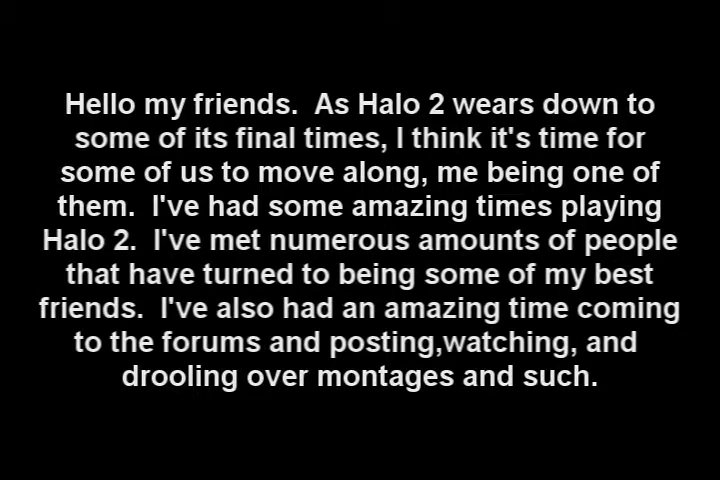 Hello my friends.  As Halo 2 wears down to
some of its final times, I think it's time for
some of us to move along, me being one of
them.  I've had some amazing times playing
Halo 2.  I've met numerous amounts of people
that have turned to being some of my best
friends.  I've also had an amazing time coming
to the forums and posting,watching, and
drooling over montages and such.